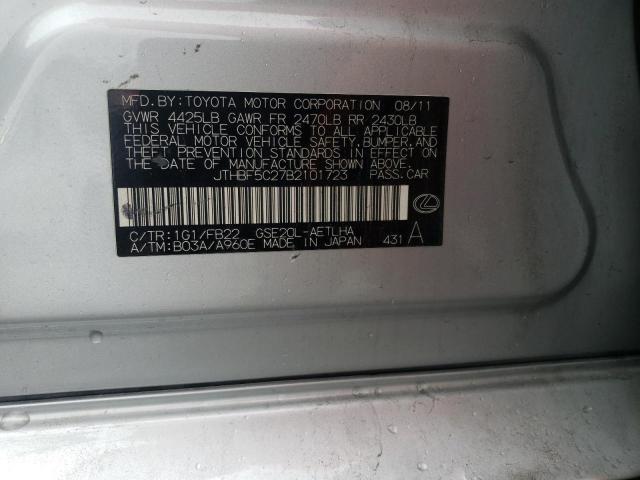 MFD.BY:TOYOTA MOTOR CORPORATION 08/11
GVWR 4425LB GAWR FR 2470LB RR 2430LB
THIS VEHICLE CONFORMS TO ALL APPLICABLE
FEDERAL MOTOR VEHICLE SAFETY,BUMPER,AND
THEFT PREVENTION STANDARDS IN EFFECT ON
THE DATE OF MANUFACTURE SHOWN ABOVE.
JTHBF5C27B2101723 PASS.CAR
C/TR:1G1/FB22 GSE20L-AETLHA
A/TM:B03A/A960E MADE IN JAPAN 431 A